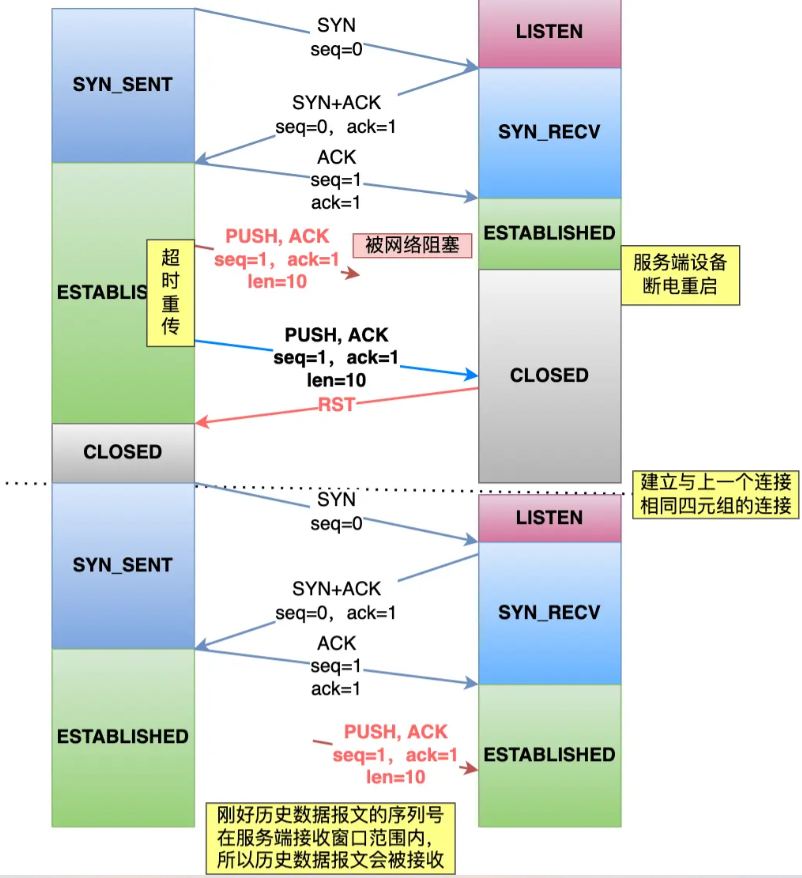 SYN
seq=0
LISTEN
SYN_SENT
SYN+ACK
seq=0，ack=1
SYN_RECV
ACK
seq=1
ack=1
PUSH, ACK
seq=1，ack=1
len=10
被网络阻塞
ESTABLISHED
服务端设备
断电重启
超
时
重
传
ESTABLIS
PUSH, ACK
seq=1，ack=1
len=10
CLOSED
RST
CLOSED
建立与上一个连接
相同四元组的连接
SYN
seq=0
LISTEN
SYN_SENT
SYN+ACK
seq=0，ack=1
SYN_RECV
ACK
seq=1
ack=1
ESTABLISHED
PUSH, ACK
seq=1，ack=1
len=10
ESTABLISHED
刚好历史数据报文的序列号
在服务端接收窗口范围内，
所以历史数据报文会被接收